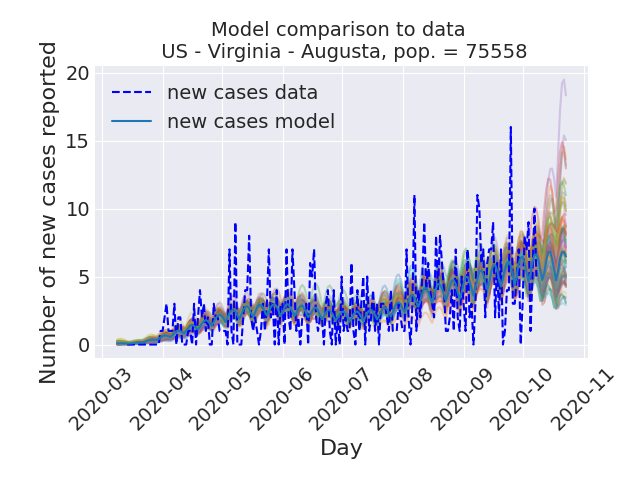 Model comparison to data
US - Virginia - Augusta, pop. = 75558
Number of new cases reported
20
15
10
5
0
new cases data
new cases model
2020-03
2020-04
2020-05
2020-06
2020-07
2020-08
2020-09
2020-10
2020-11
Day